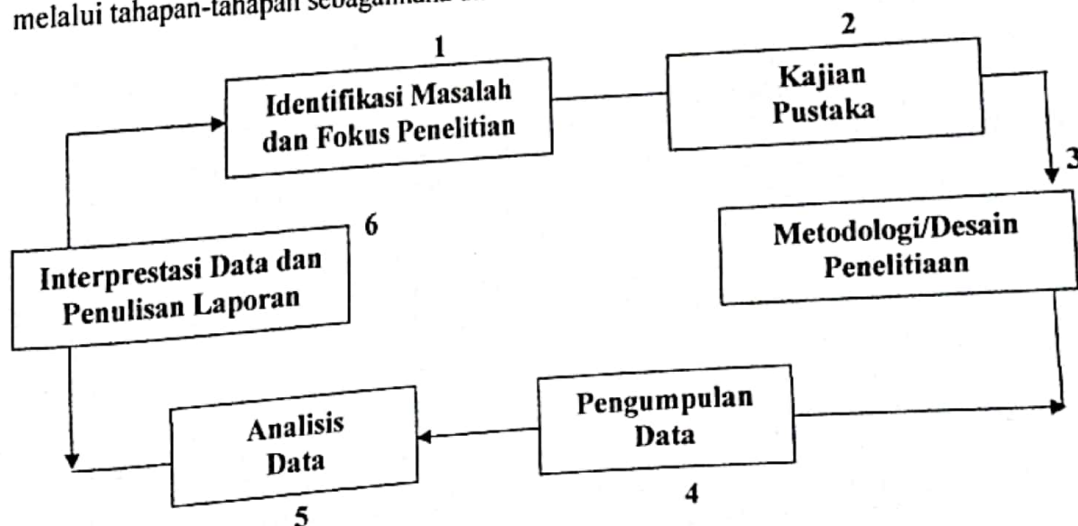 melalui tahapan-tahapan
1
Identifikasi Masalah
dan Fokus Penelitian
2
Kajian
Pustaka
3
Metodologi/Desain
Penelitiaan
6
Interprestasi Data dan
Penulisan Laporan
Analisis
Data
5
Pengumpulan
Data
4